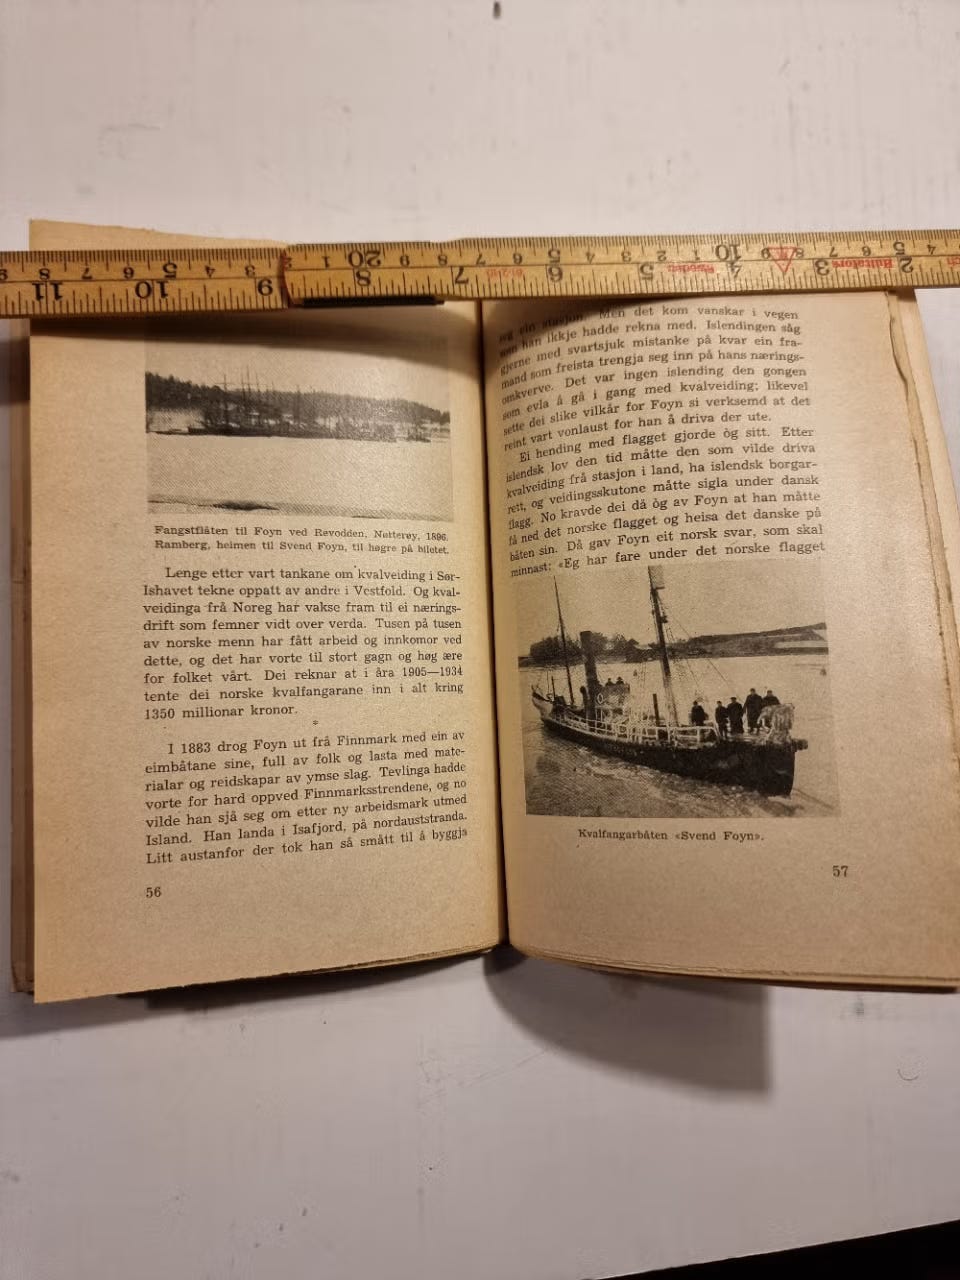 Fangstflåten til Foyn ved Revodden, Nøtterøy, 1896.
Ramberg, heimen til Svend Foyn, til høgre på biletet.
Lenge etter vart tankane om kvalveiding i Sør-
Ishavet tekne oppatt av andre i Vestfold. Og kval-
veidinga frå Noreg har vakse fram til ei nærings-
drift som femner vidt over verda. Tusen på tusen
av norske menn har fått arbeid og innkomor ved
dette, og det har vorte til stort gagn og høg ære
for folket vårt. Dei reknar at i åra 1905—1934
tente dei norske kvalfangarane inn i alt kring
1350 millionar kronor.
*
I 1883 drog Foyn ut frå Finnmark med ein av
eimbåtane sine, full av folk og lasta med mate-
rialar og reidskapar av ymse slag. Tevlinga hadde
vorte for hard oppved Finnmarksstrendene, og no
vilde han sjå seg om etter ny arbeidsmark utmed
Island. Han landa i Isafjord, på nordauststranda.
Litt austanfor der tok han så smått til å byggja
56
seg ein stasjon. Men det kom vanskar i vegen
som han ikkje hadde rekna med. Islendingen såg
gjerne med svartsjuk mistanke på kvar ein fra-
mand som freista trengja seg inn på hans nærings-
omkverve. Det var ingen islending den gongen
som evla å gå i gang med kvalveiding; likevel
sette dei slike vilkår for Foyn si verksemd at det
reint vart vonlaust for han å driva der ute.
Ei hending med flagget gjorde òg sitt. Etter
islendsk lov den tid måtte den som vilde driva
kvalveiding frå stasjon i land, ha islendsk borgar-
rett, og veidingsskutone måtte sigla under dansk
flagg. No kravde dei då òg av Foyn at han måtte
få ned det norske flagget og heisa det danske på
båten sin. Då gav Foyn eit norsk svar, som skal
minnast: «Eg har fare under det norske flagget
Kvalfangarbåten «Svend Foyn».
57